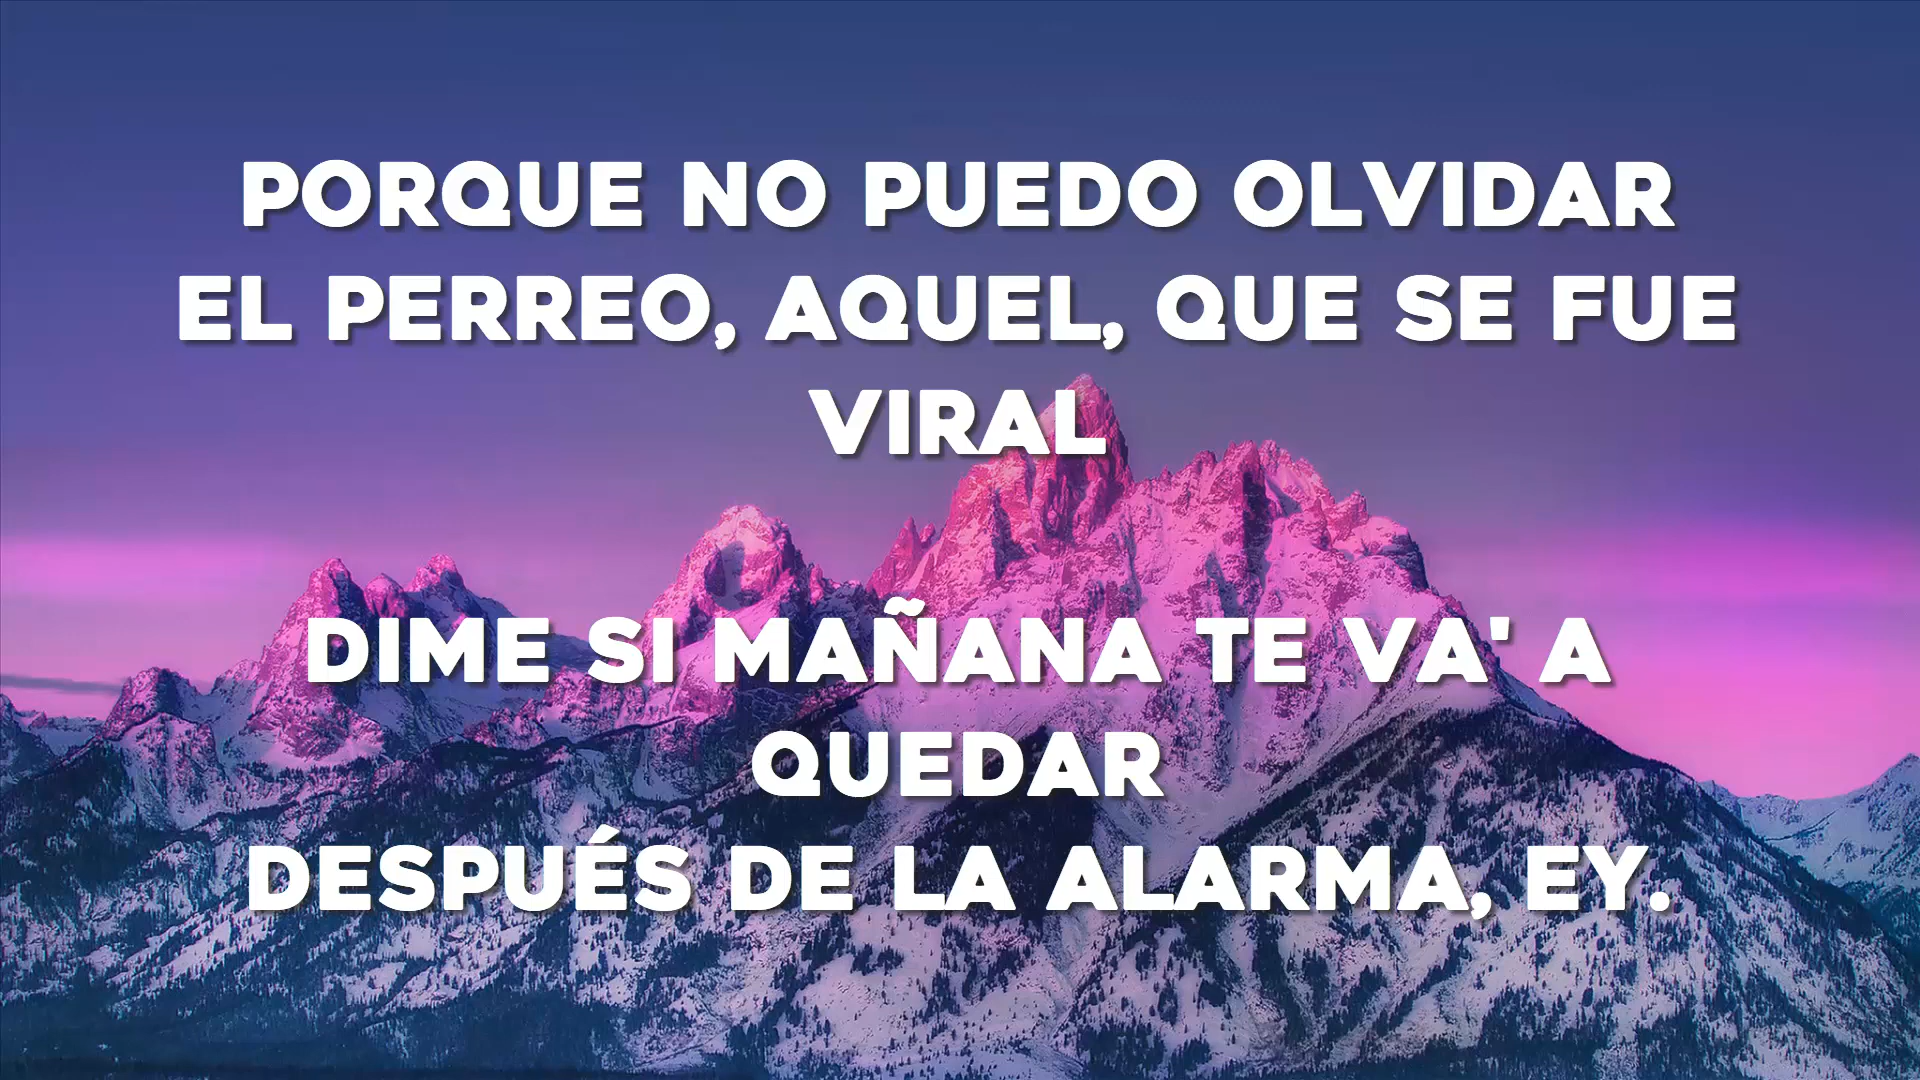 PORQUE NO PUEDO OLVIDAR
EL PERREO, AQUEL, QUE SE FUE
VIRAL
DIME SI MAÑANA TE VA' A
QUEDAR
DESPUÉS DE LA ALARMA, EY.